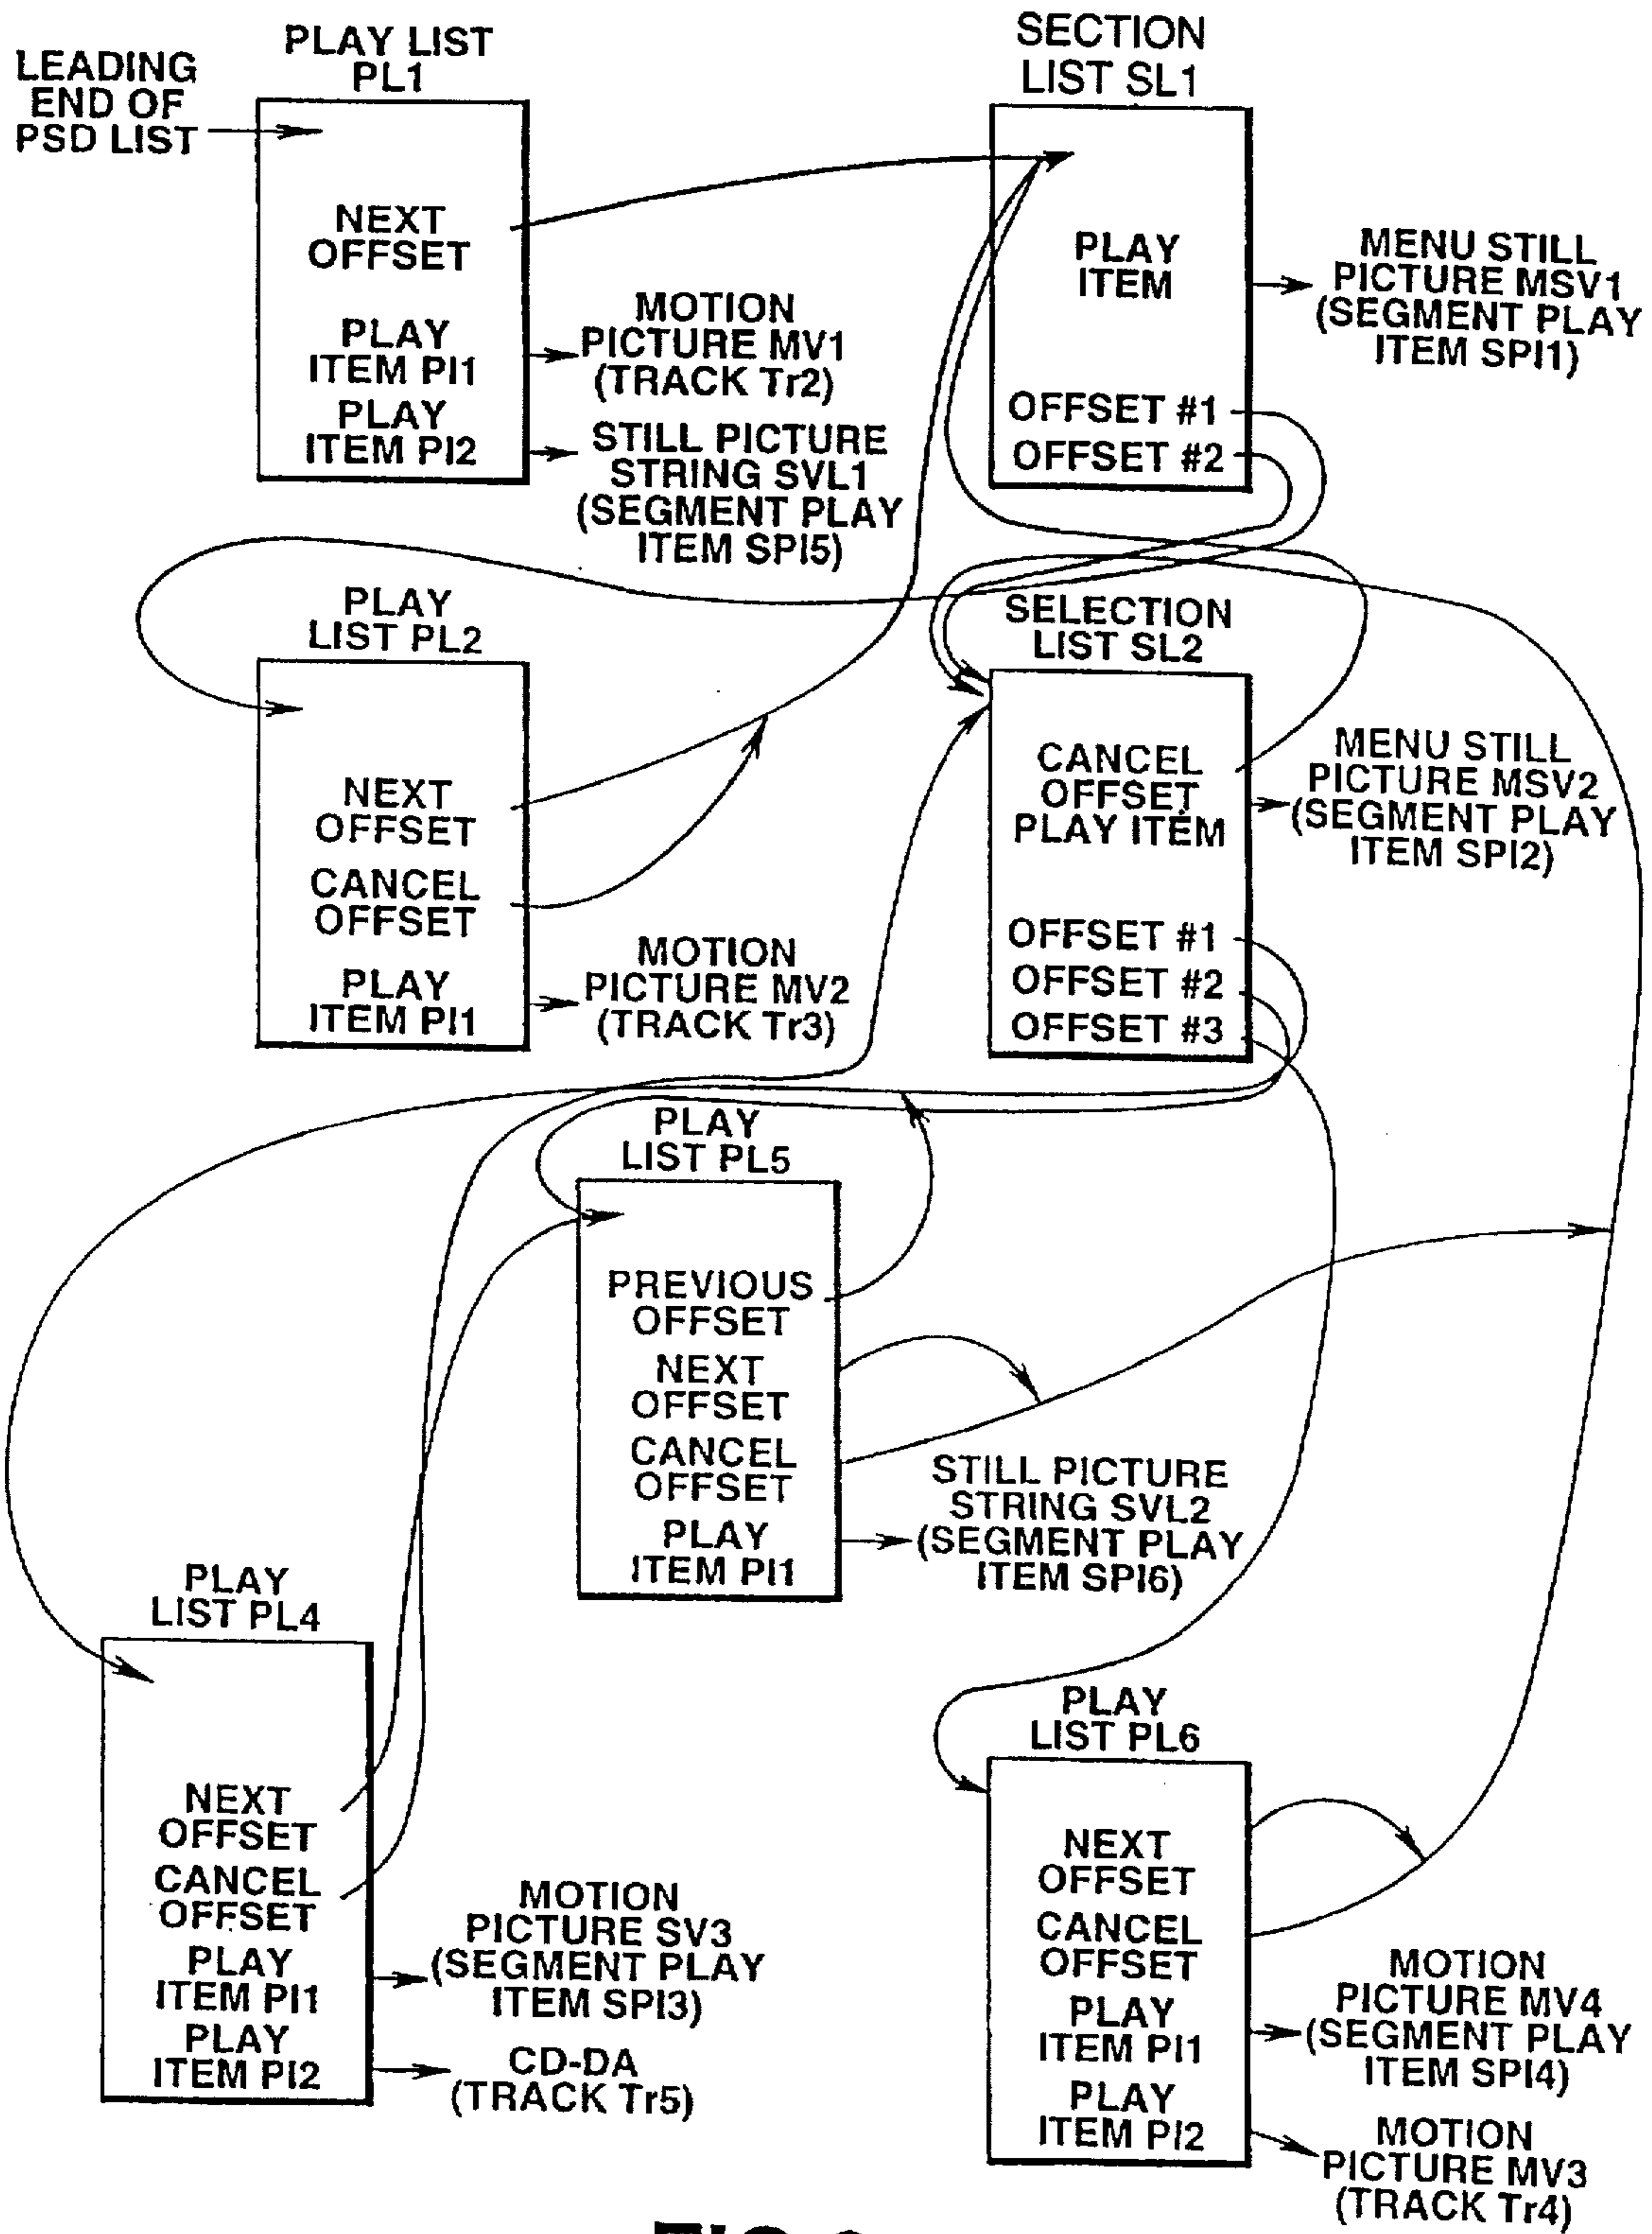 LEADING
END OF
PSD LIST
PLAY LIST
PL1
NEXT
OFFSET
PLAY
ITEM PI1
PLAY
ITEM PI2
MOTION
PICTURE MV1
(TRACK Tr2)
STILL PICTURE
STRING SVL1
(SEGMENT PLAY
ITEM SPI5)
SECTION
LIST SL1
PLAY
ITEM
OFFSET #1
OFFSET #2
MENU STILL
PICTURE MSV1
(SEGMENT PLAY
ITEM SPI1)
PLAY
LIST PL2
NEXT
OFFSET
CANCEL
OFFSET
PLAY
ITEM PI1
MOTION
PICTURE MV2
(TRACK Tr3)
SELECTION
LIST SL2
CANCEL
OFFSET
PLAY ITEM
OFFSET #1
OFFSET #2
OFFSET #3
MENU STILL
PICTURE MSV2
(SEGMENT PLAY
ITEM SPI2)
PLAY
LIST PL5
PREVIOUS
OFFSET
NEXT
OFFSET
CANCEL
OFFSET
PLAY
ITEM PI1
STILL PICTURE
STRING SVL2
(SEGMENT PLAY
ITEM SPI6)
PLAY
LIST PL4
NEXT
OFFSET
CANCEL
OFFSET
PLAY
ITEM PI1
PLAY
ITEM PI2
MOTION
PICTURE SV3
(SEGMENT PLAY
ITEM SPI3)
CD-DA
(TRACK Tr5)
PLAY
LIST PL6
NEXT
OFFSET
CANCEL
OFFSET
PLAY
ITEM PI1
PLAY
ITEM PI2
MOTION
PICTURE MV4
(SEGMENT PLAY
ITEM SPI4)
MOTION
PICTURE MV3
(TRACK Tr4)